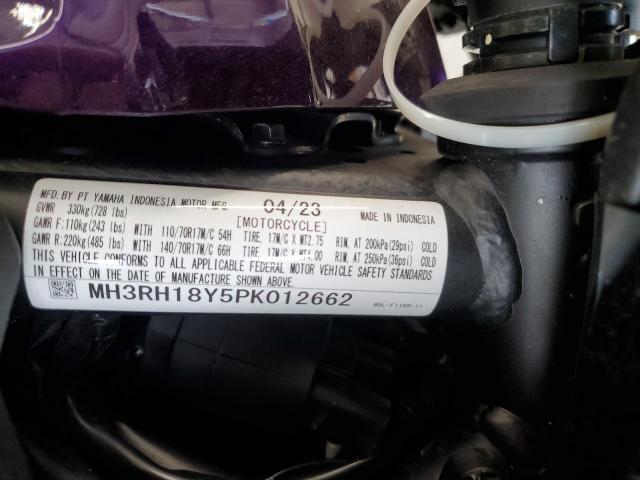 MFD. BY PT YAMAHA INDONESIA MOTOR MFG. 04/23 MADE IN INDONESIA
GVWR 330kg(728 lbs) [MOTORCYCLE]
GAWR F:110kg(243 lbs) WITH 110/70R17M/C 54H TIRE, 17M/C X MT2.75 RIM, AT 200kPa(29psi) COLD
GAWR R:220kg(485 lbs) WITH 140/70R17M/C 66H TIRE, 17M/C X MT4.00 RIM, AT 250kPa(36psi) COLD
THIS VEHICLE CONFORMS TO ALL APPLICABLE FEDERAL MOTOR VEHICLE SAFETY STANDARDS
IN EFFECT ON THE DATE OF MANUFACTURE SHOWN ABOVE.
MH3RH18Y5PK012662